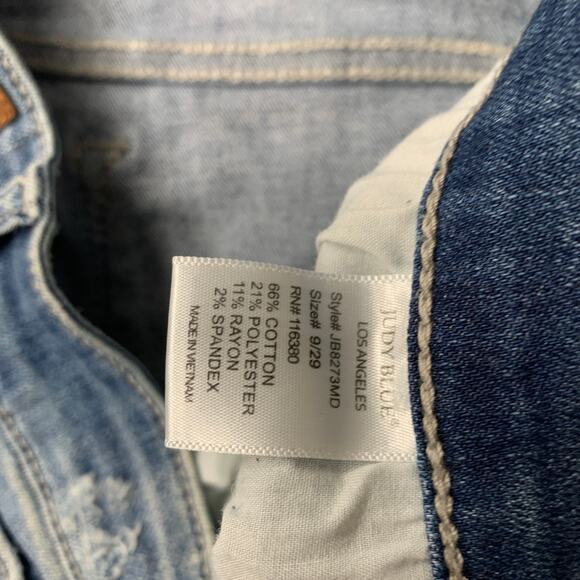 JUDY BLUE®
LOS ANGELES
Style# JB8273MD
Size# 9/29
RN# 116380
66% COTTON
21% POLYESTER
11% RAYON
2% SPANDEX
MADE IN VIETNAM